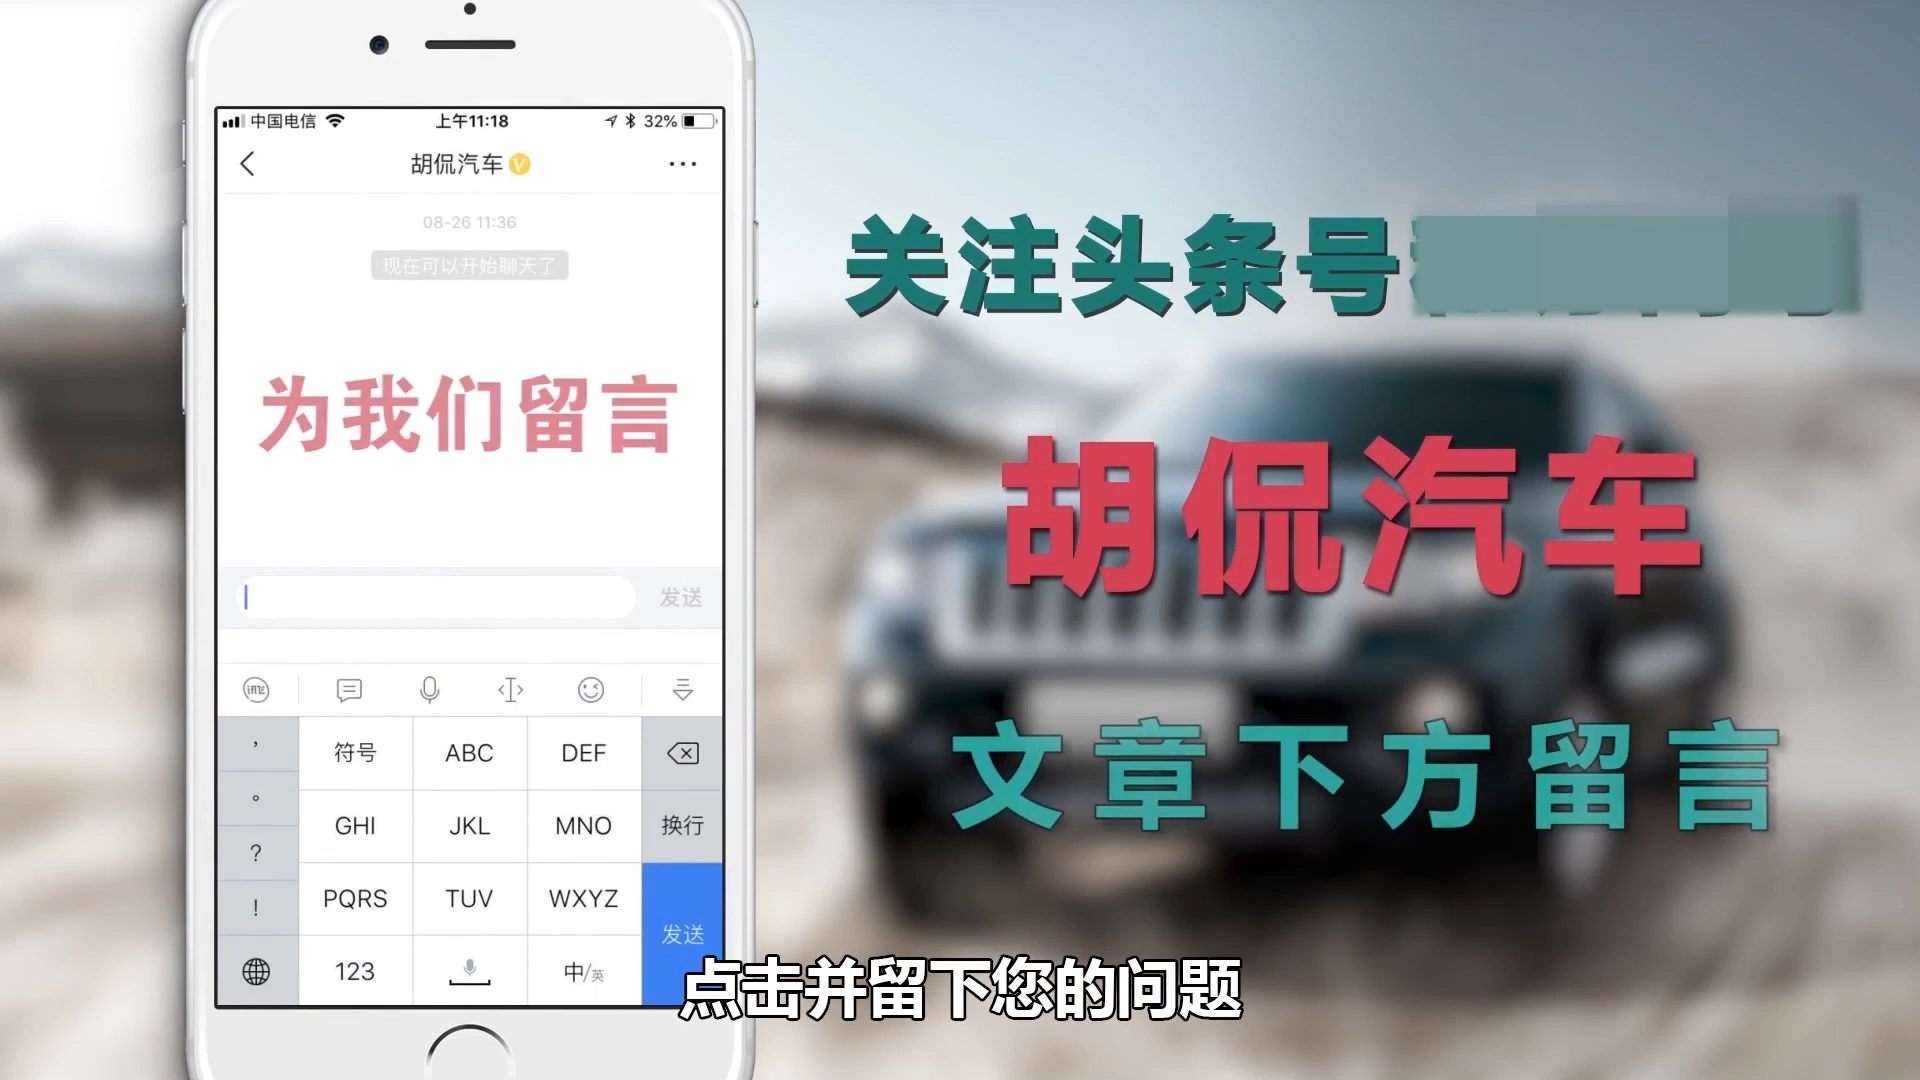 中国电信
上午11:18
32%
胡侃汽车
08-26 11:36
现在可以开始聊天了
为我们留言
发送
，
符号
ABC
DEF
。
GHI
JKL
MNO
换行
？
PQRS
TUV
WXYZ
！
发送
123
中/英
关注头条号
胡侃汽车
文章下方留言
点击并留下您的问题